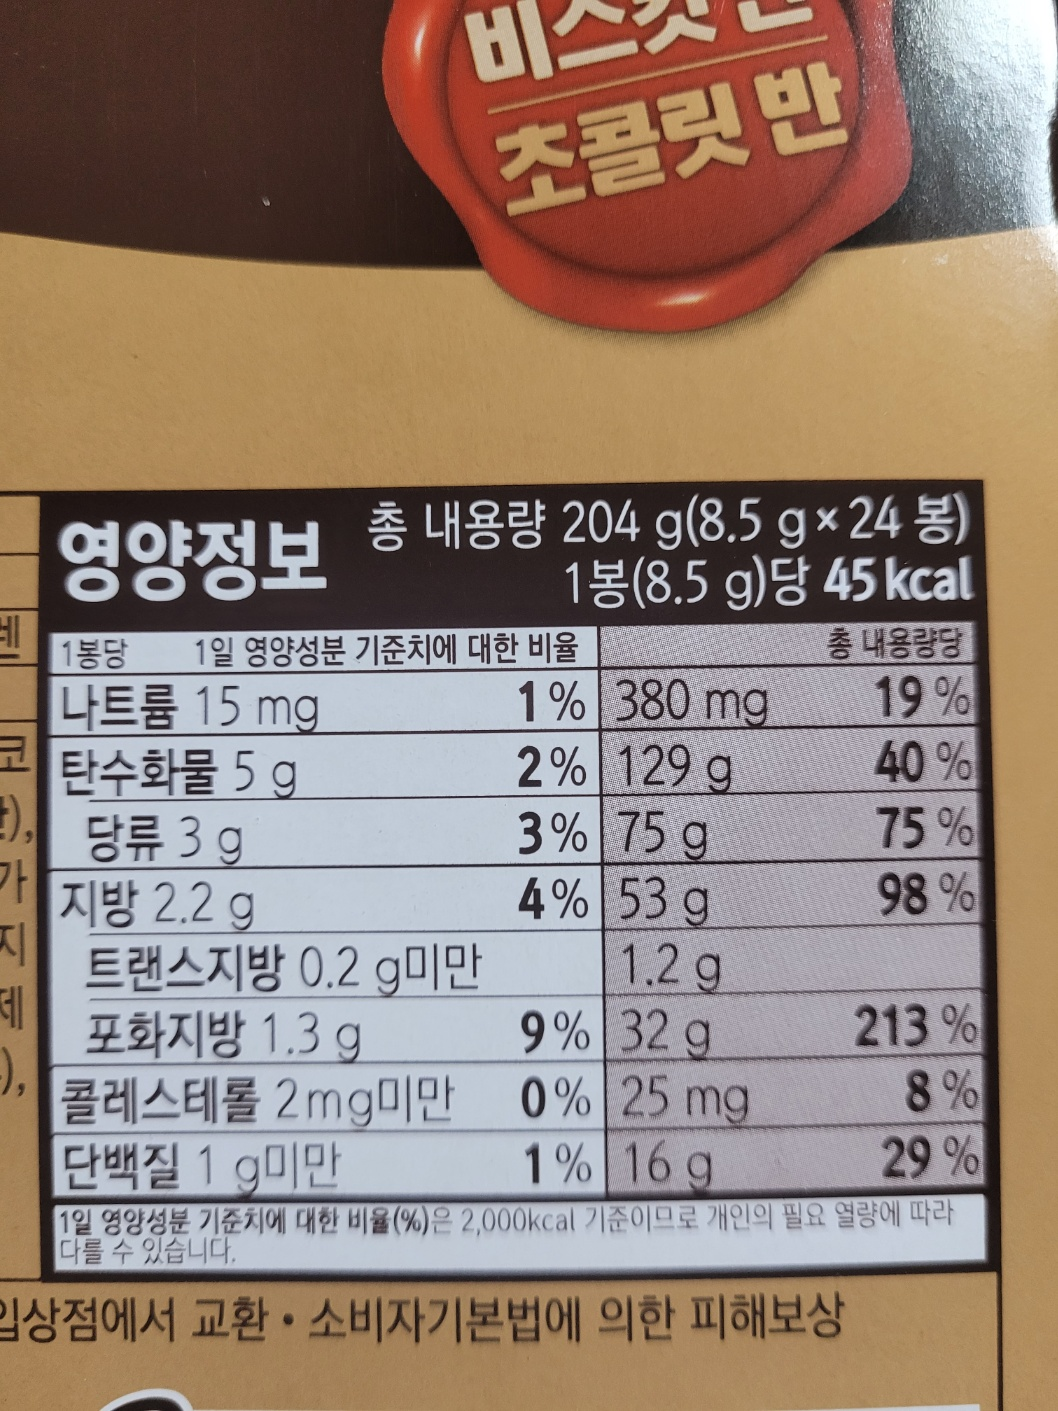 비스킷 반
초콜릿 반
영양정보
총 내용량 204 g(8.5 g×24 봉)
1봉(8.5 g)당 45 kcal
1봉당 1일 영양성분 기준치에 대한 비율 총 내용량당
나트륨 15 mg 1 % 380 mg 19 %
탄수화물 5 g 2 % 129 g 40 %
당류 3 g 3 % 75 g 75 %
지방 2.2 g 4 % 53 g 98 %
트랜스지방 0.2 g미만 1.2 g
포화지방 1.3 g 9 % 32 g 213 %
콜레스테롤 2mg미만 0 % 25 mg 8 %
단백질 1 g미만 1 % 16 g 29 %
1일 영양성분 기준치에 대한 비율(%)은 2,000kcal 기준이므로 개인의 필요 열량에 따라
다를 수 있습니다.
입상점에서 교환 • 소비자기본법에 의한 피해보상